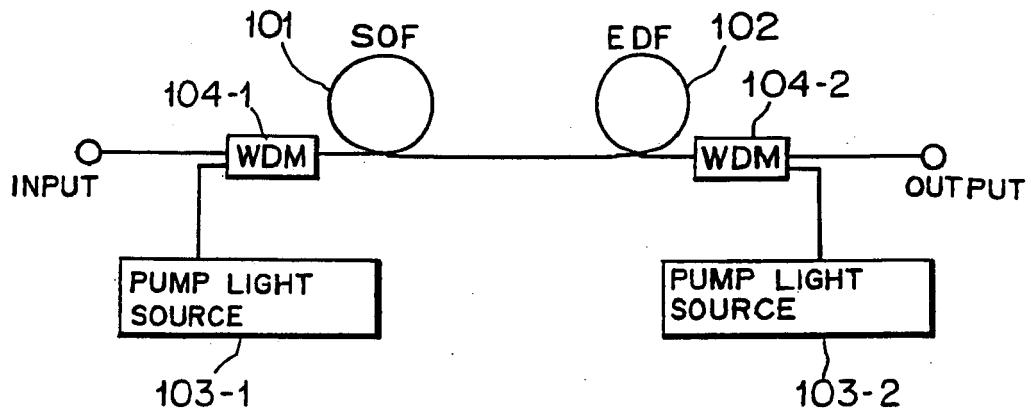 101
SOF
EDF
102
104-1
104-2
WDM
WDM
INPUT
OUTPUT
PUMP LIGHT
SOURCE
PUMP LIGHT
SOURCE
103-1
103-2